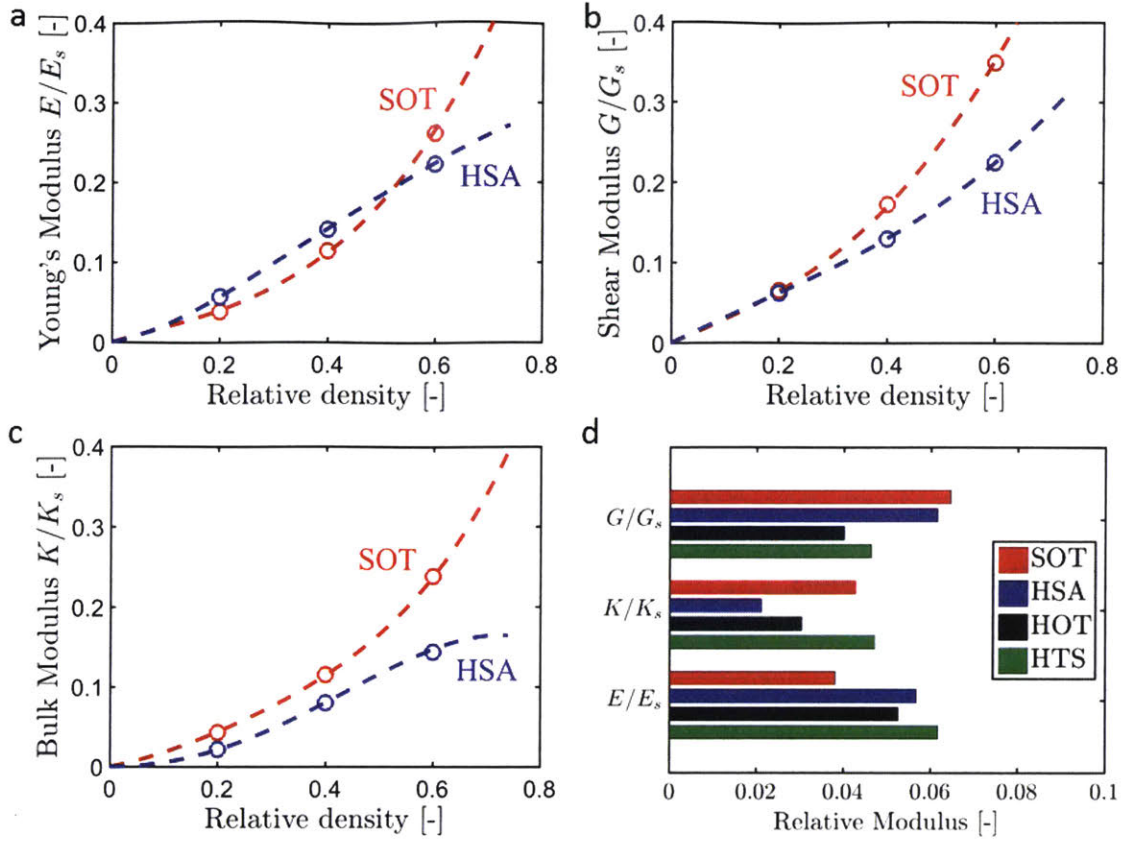 a
Young's Modulus E/E_s [-]
0.4
0.3
0.2
0.1
0
SOT
HSA
0.2
0.4
0.6
0.8
Relative density [-]
b
Shear Modulus G/G_s [-]
0.4
0.3
0.2
0.1
0
SOT
HSA
0
0.2
0.4
0.6
0.8
Relative density [-]
c
Bulk Modulus K/K_s [-]
0.4
0.3
0.2
0.1
0
SOT
HSA
0
0.2
0.4
0.6
0.8
Relative density [-]
d
G/G_s
K/K_s
E/E_s
SOT
HSA
HOT
HTS
0
0.02
0.04
0.06
0.08
0.1
Relative Modulus [-]